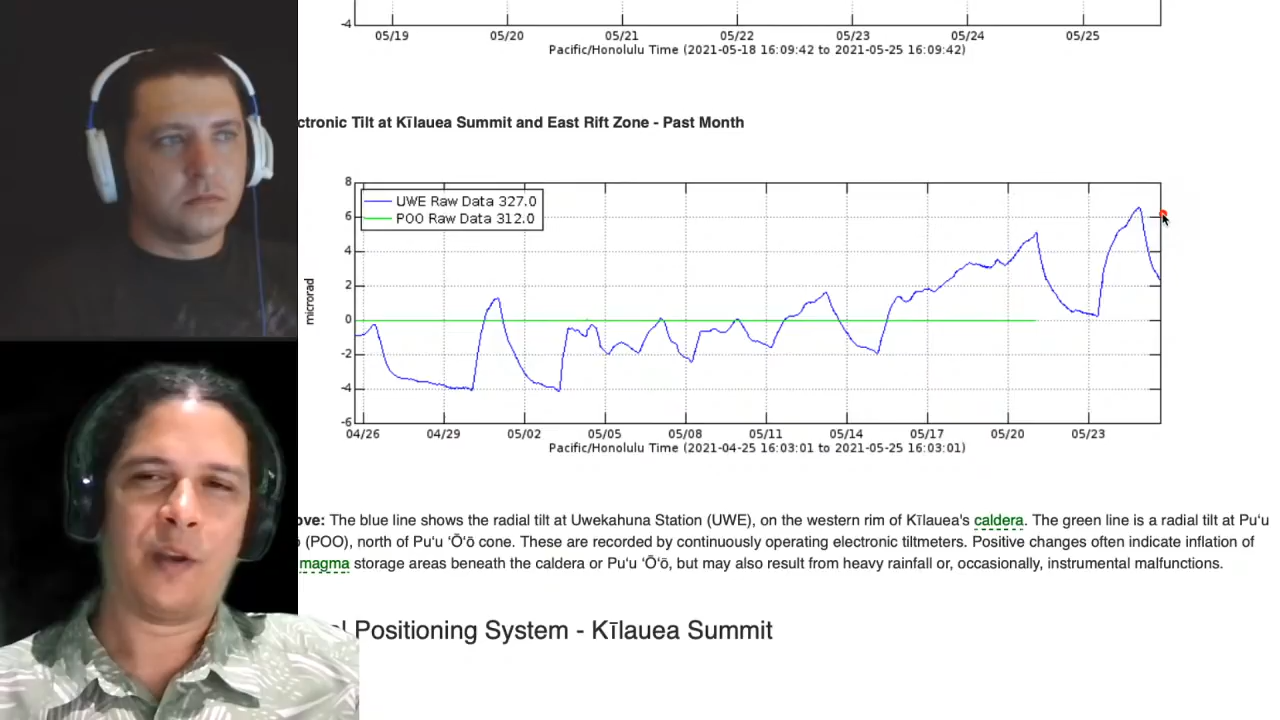 -4
05/19 05/20 05/21 05/22 05/23 05/24 05/25
Pacific/Honolulu Time (2021-05-18 16:09:42 to 2021-05-25 16:09:42)
ctronic Tilt at Kīlauea Summit and East Rift Zone - Past Month
8
UWE Raw Data 327.0
POO Raw Data 312.0
6
4
2
0
-2
-4
-6
microrad
04/26 04/29 05/02 05/05 05/08 05/11 05/14 05/17 05/20 05/23
Pacific/Honolulu Time (2021-04-25 16:03:01 to 2021-05-25 16:03:01)
ove: The blue line shows the radial tilt at Uwekahuna Station (UWE), on the western rim of Kīlauea's caldera. The green line is a radial tilt at Puʻu
(POO), north of Puʻu ʻŌʻō cone. These are recorded by continuously operating electronic tiltmeters. Positive changes often indicate inflation of
magma storage areas beneath the caldera or Puʻu ʻŌʻō, but may also result from heavy rainfall or, occasionally, instrumental malfunctions.
al Positioning System - Kīlauea Summit